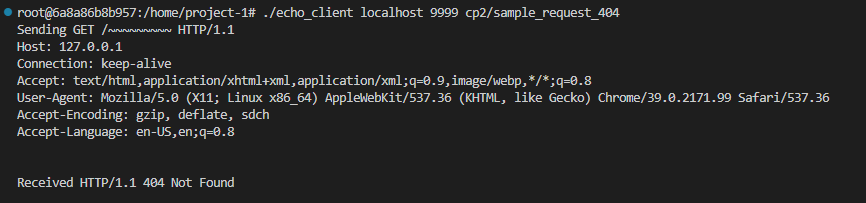 root@6a8a86b8b957:/home/project-1# ./echo_client localhost 9999 cp2/sample_request_404
Sending GET /~~~~~~~~~ HTTP/1.1
Host: 127.0.0.1
Connection: keep-alive
Accept: text/html,application/xhtml+xml,application/xml;q=0.9,image/webp,*/*;q=0.8
User-Agent: Mozilla/5.0 (X11; Linux x86_64) AppleWebKit/537.36 (KHTML, like Gecko) Chrome/39.0.2171.99 Safari/537.36
Accept-Encoding: gzip, deflate, sdch
Accept-Language: en-US,en;q=0.8
Received HTTP/1.1 404 Not Found